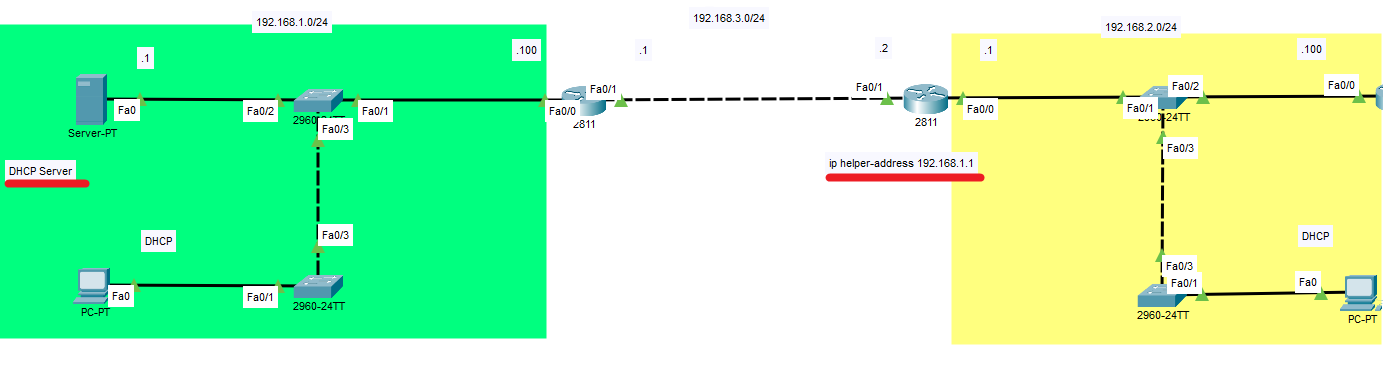 192.168.1.0/24
192.168.3.0/24
192.168.2.0/24
.1
.100
.1
.2
.1
.100
Fa0
Fa0/2
Fa0/1
Fa0/0
Fa0/1
Fa0/1
Fa0/0
Fa0/1
Fa0/2
Fa0/0
Server-PT
2960-24TT
2811
2811
2960-24TT
Fa0/3
Fa0/3
DHCP Server
ip helper-address 192.168.1.1
DHCP
Fa0/3
DHCP
Fa0/3
Fa0
Fa0/1
Fa0/1
Fa0
PC-PT
2960-24TT
2960-24TT
PC-PT